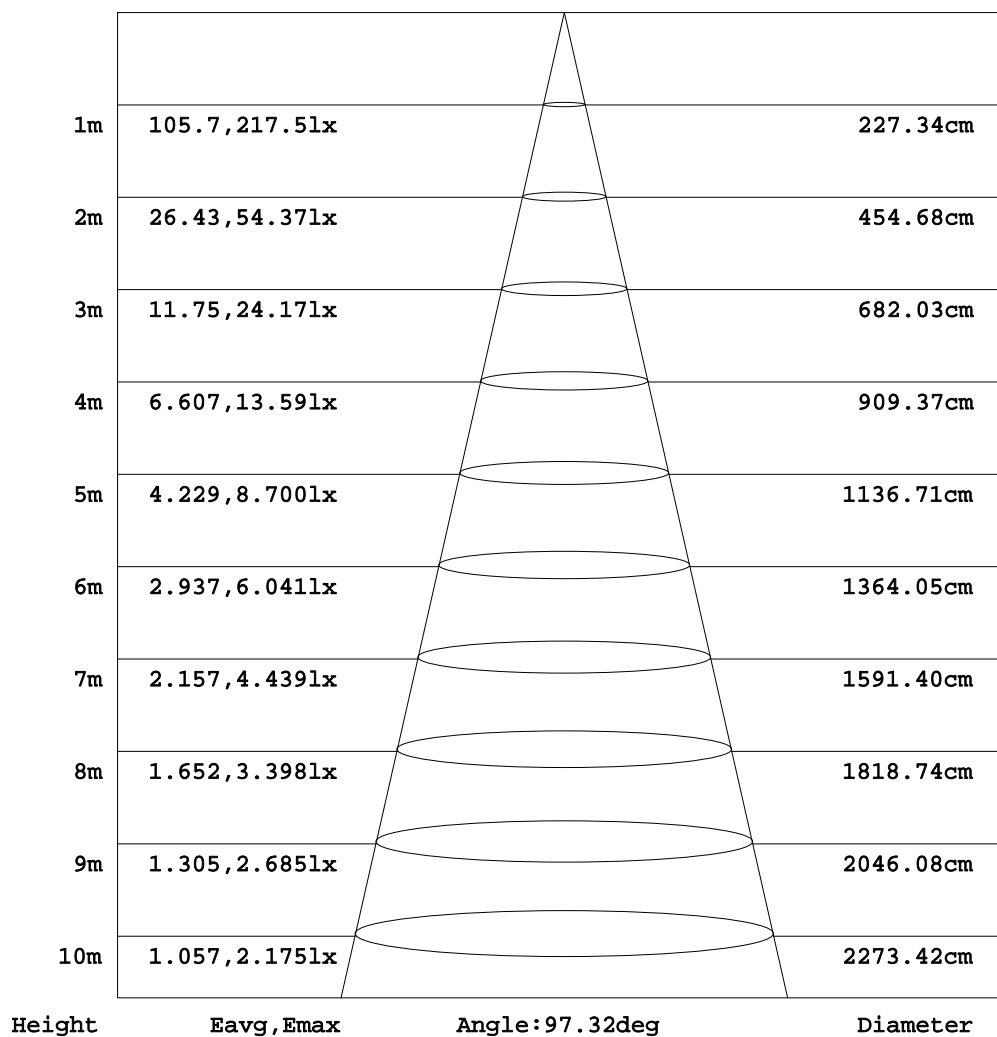 1m 105.7,217.5lx 227.34cm
2m 26.43,54.37lx 454.68cm
3m 11.75,24.17lx 682.03cm
4m 6.607,13.59lx 909.37cm
5m 4.229,8.700lx 1136.71cm
6m 2.937,6.041lx 1364.05cm
7m 2.157,4.439lx 1591.40cm
8m 1.652,3.398lx 1818.74cm
9m 1.305,2.685lx 2046.08cm
10m 1.057,2.175lx 2273.42cm
Height Eavg,Emax Angle:97.32deg Diameter